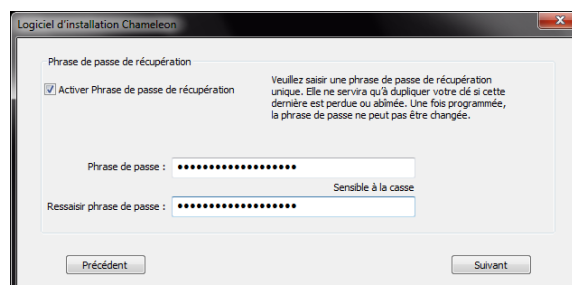 Logiciel d'installation Chameleon
Phrase de passe de récupération
Activer Phrase de passe de récupération
Veuillez saisir une phrase de passe de récupération
unique. Elle ne servira qu'à dupliquer votre clé si cette
dernière est perdue ou abîmée. Une fois programmée,
la phrase de passe ne peut pas être changée.
Phrase de passe : ●●●●●●●●●●●●●●●●●●●
Sensible à la casse
Ressaisir phrase de passe : ●●●●●●●●●●●●●●●●●●●
Précédent
Suivant